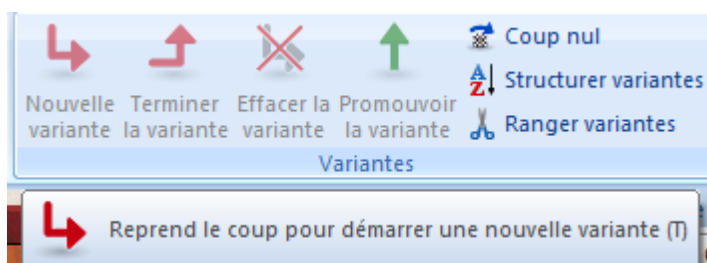 Nouvelle variante
Terminer la variante
Effacer la variante
Promouvoir la variante
Coup nul
Structurer variantes
Ranger variantes
Variantes
Reprend le coup pour démarrer une nouvelle variante (T)